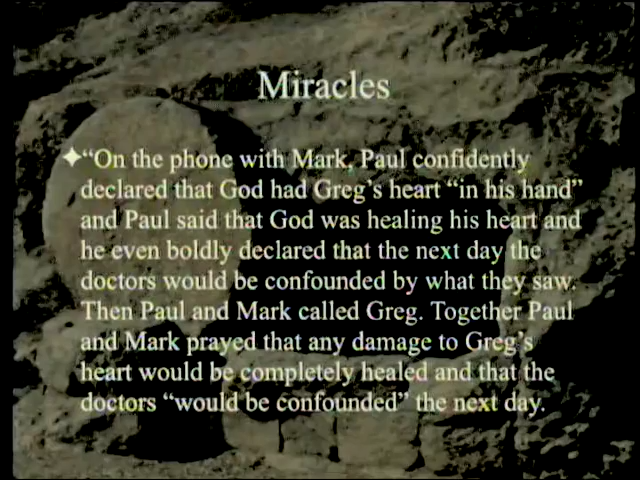 Miracles
✦“On the phone with Mark, Paul confidently
declared that God had Greg’s heart “in his hand”
and Paul said that God was healing his heart and
he even boldly declared that the next day the
doctors would be confounded by what they saw.
Then Paul and Mark called Greg. Together Paul
and Mark prayed that any damage to Greg’s
heart would be completely healed and that the
doctors “would be confounded” the next day.